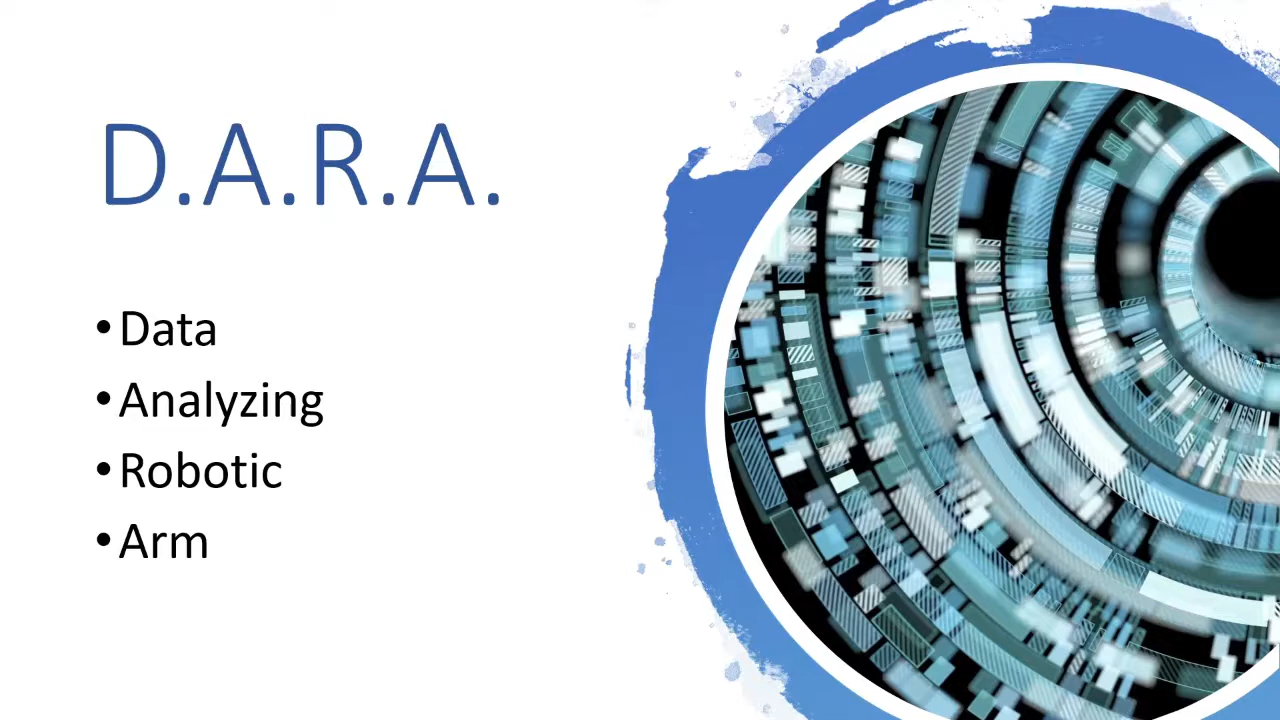 D.A.R.A.
• Data
• Analyzing
• Robotic
• Arm